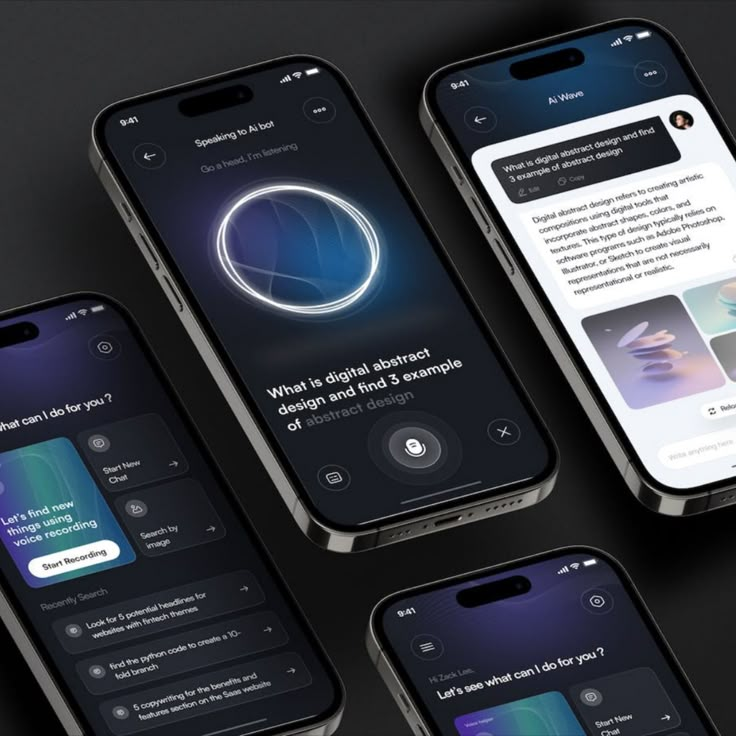 9:41
Speaking to Ai bot
Go a head, I'm listening
What is digital abstract
design and find 3 example
of abstract design
9:41
Ai Wave
What is digital abstract design and find
3 example of abstract design
Edit
Copy
Digital abstract design refers to creating artistic
compositions using digital tools that
incorporate abstract shapes, colors, and
textures. This type of design typically relies on
software programs such as Adobe Photoshop,
Illustrator, or Sketch to create visual
representations that are not necessarily
representational or realistic.
Write anything here
what can I do for you ?
Let's find new
things using
voice recording
Start Recording
Start New
Chat
Search by
image
Recently Search
Look for 5 potential headlines for
websites with fintech themes
find the python code to create a 10-
fold branch
5 copywriting for the benefits and
features section on the Saas website
9:41
Hi Zack Lee,
Let's see what can I do for you ?
Voice helper
Start New
Chat